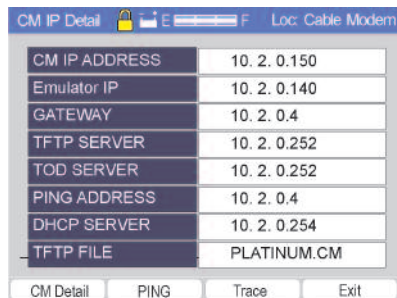 CM IP Detail E F Loc: Cable Modem
CM IP ADDRESS 10. 2. 0.150
Emulator IP 10. 2. 0.140
GATEWAY 10. 2. 0.4
TFTP SERVER 10. 2. 0.252
TOD SERVER 10. 2. 0.252
PING ADDRESS 10. 2. 0.4
DHCP SERVER 10. 2. 0.254
TFTP FILE PLATINUM.CM
CM Detail PING Trace Exit